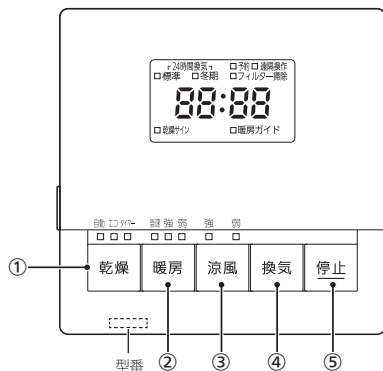 24時間換気 □予約 □遠隔操作
□標準 □冬期 □フィルター掃除
88:88
□乾燥サイン □暖房ガイド
自動 エコ タイマー 強 弱 強 弱
① 乾燥 暖房 涼風 換気 停止
型番 ② ③ ④ ⑤